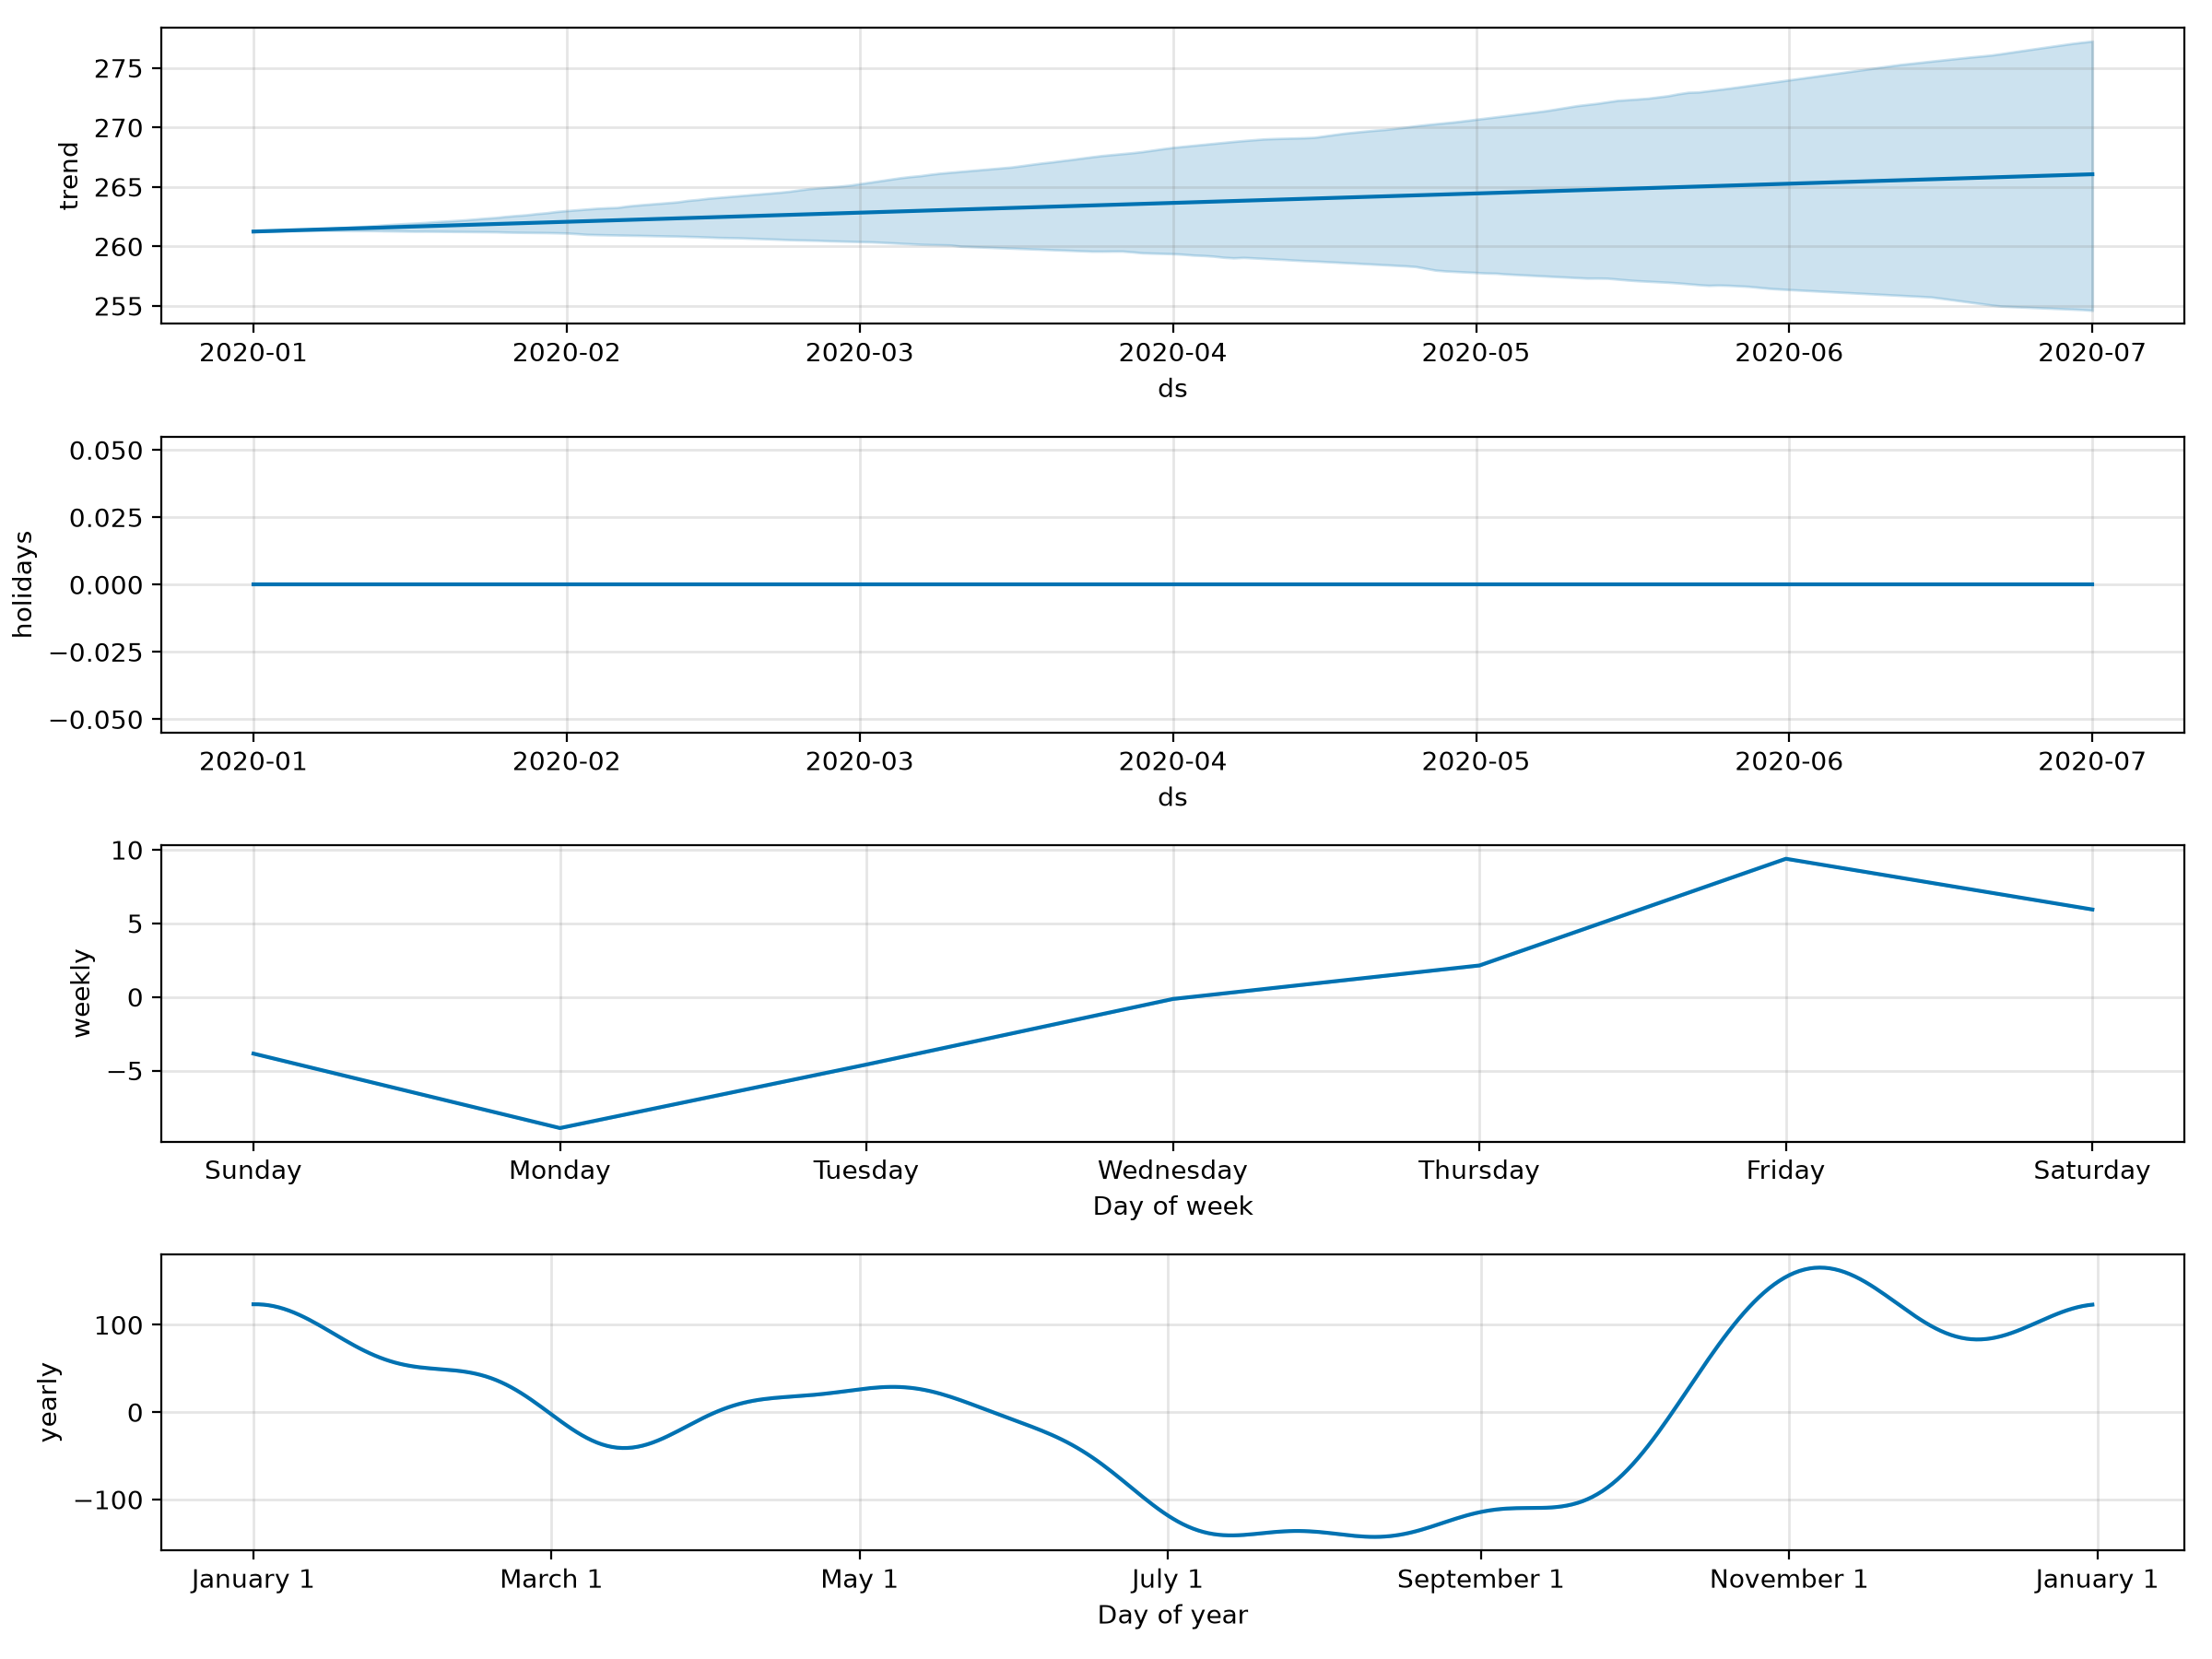 275
270
265
260
255
trend
2020-01 2020-02 2020-03 2020-04 2020-05 2020-06 2020-07
ds
0.050
0.025
0.000
−0.025
−0.050
holidays
2020-01 2020-02 2020-03 2020-04 2020-05 2020-06 2020-07
ds
10
5
0
−5
weekly
Sunday Monday Tuesday Wednesday Thursday Friday Saturday
Day of week
100
0
−100
yearly
January 1 March 1 May 1 July 1 September 1 November 1 January 1
Day of year